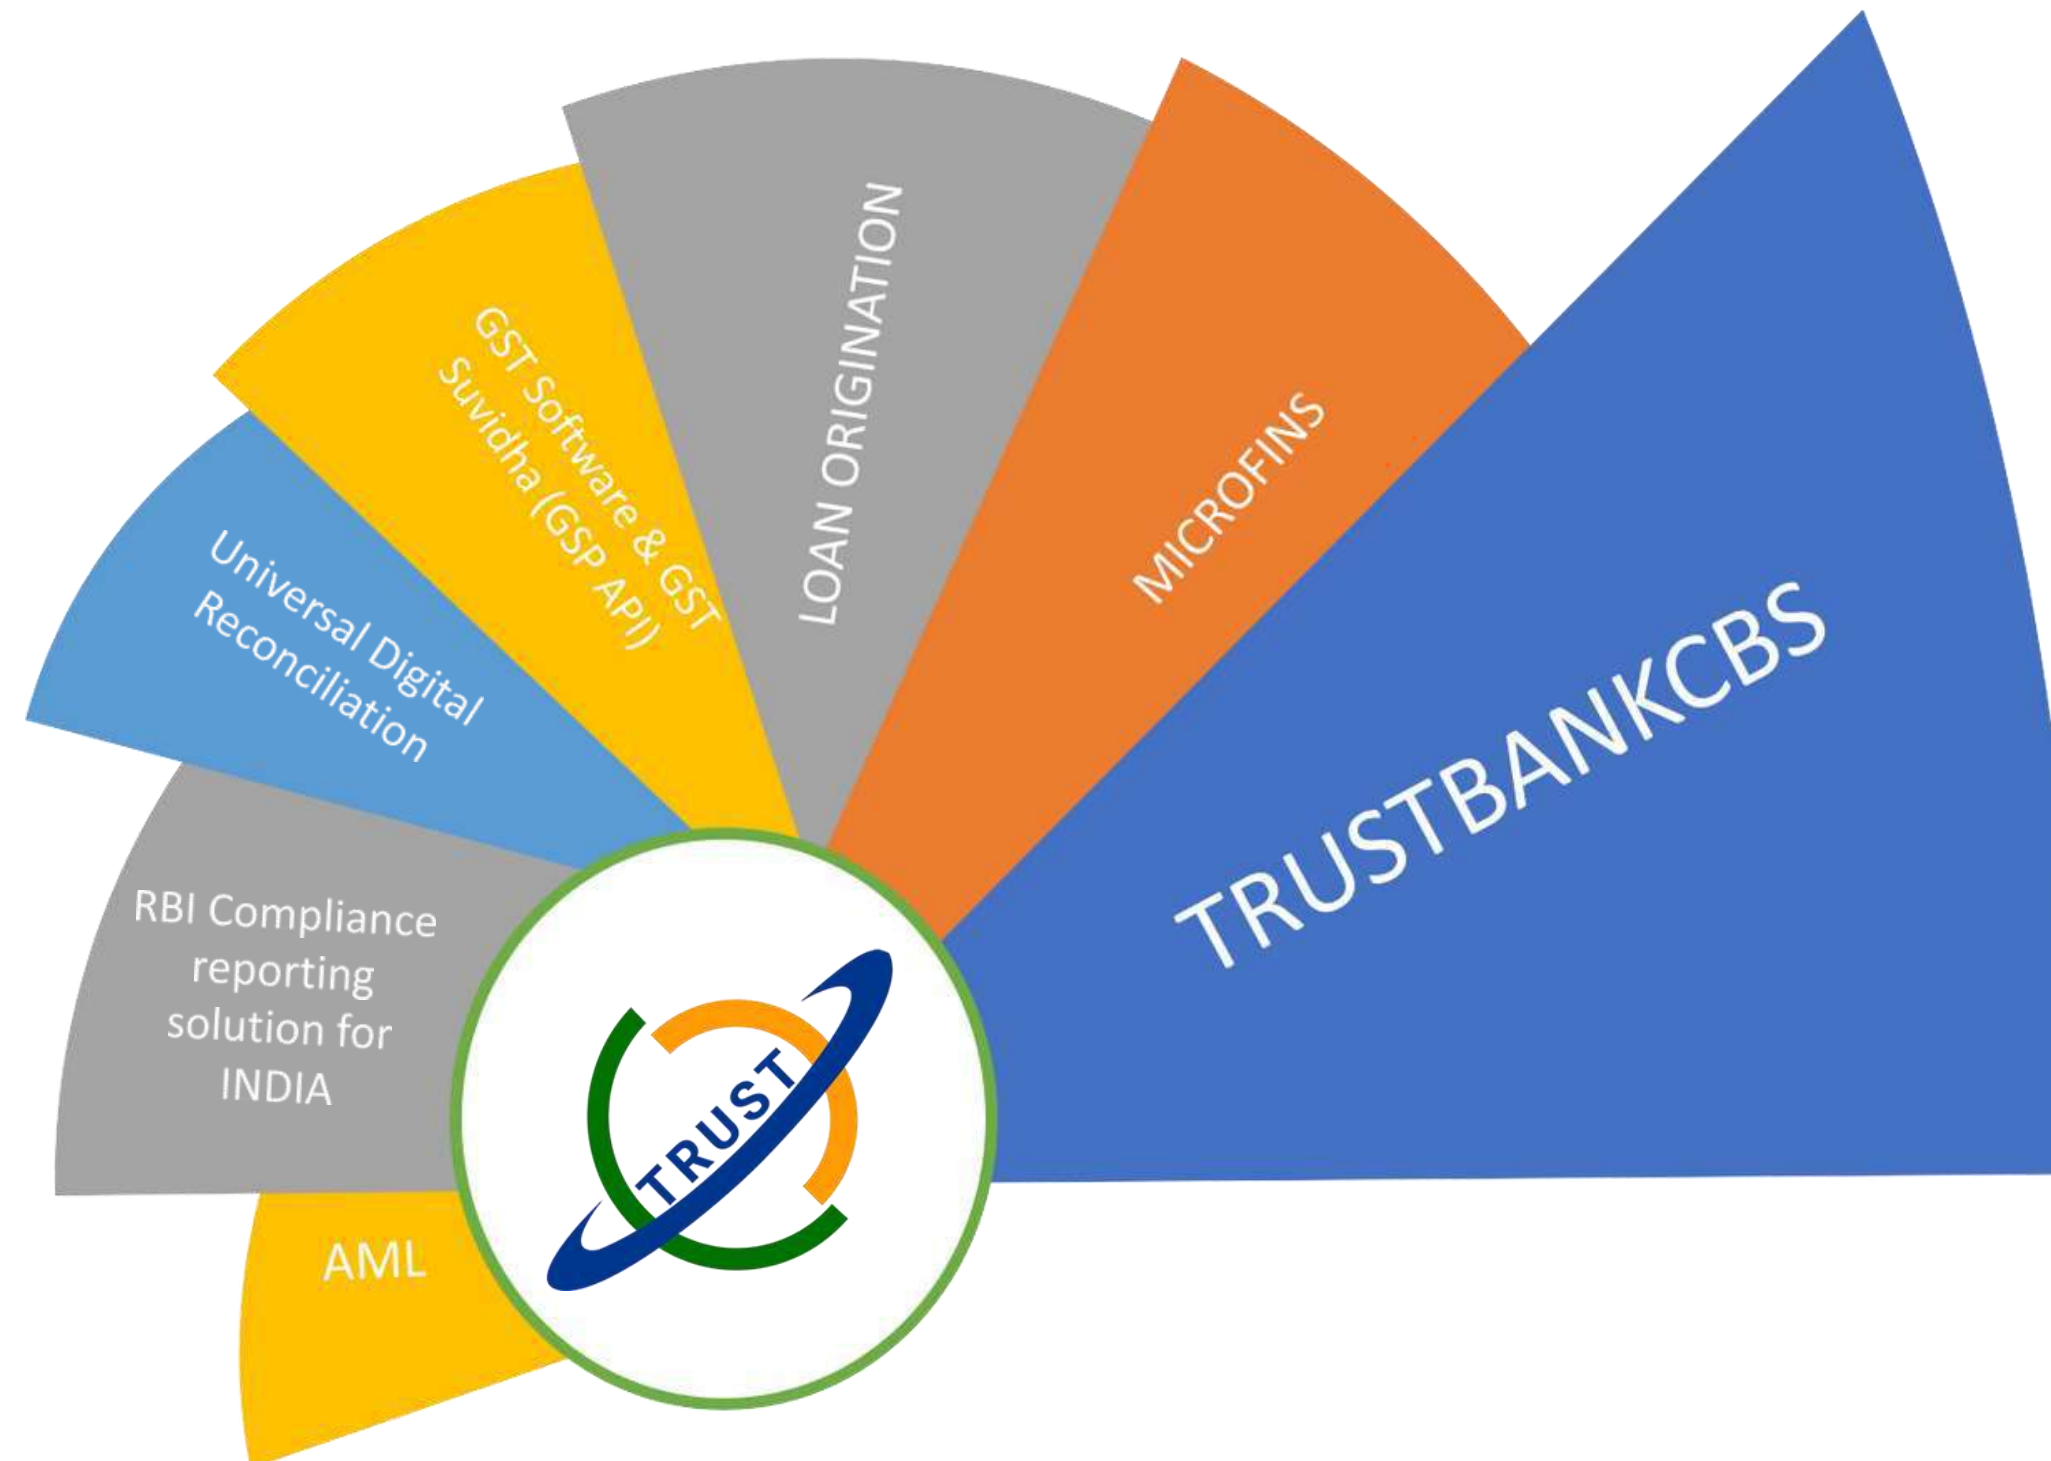 LOAN ORIGINATION
MICROFINS
GST Software & GST
Suvidha (GSP API)
Universal Digital
Reconciliation
TRUSTBANKCBS
RBI Compliance
reporting
solution for
INDIA
TRUST
AML